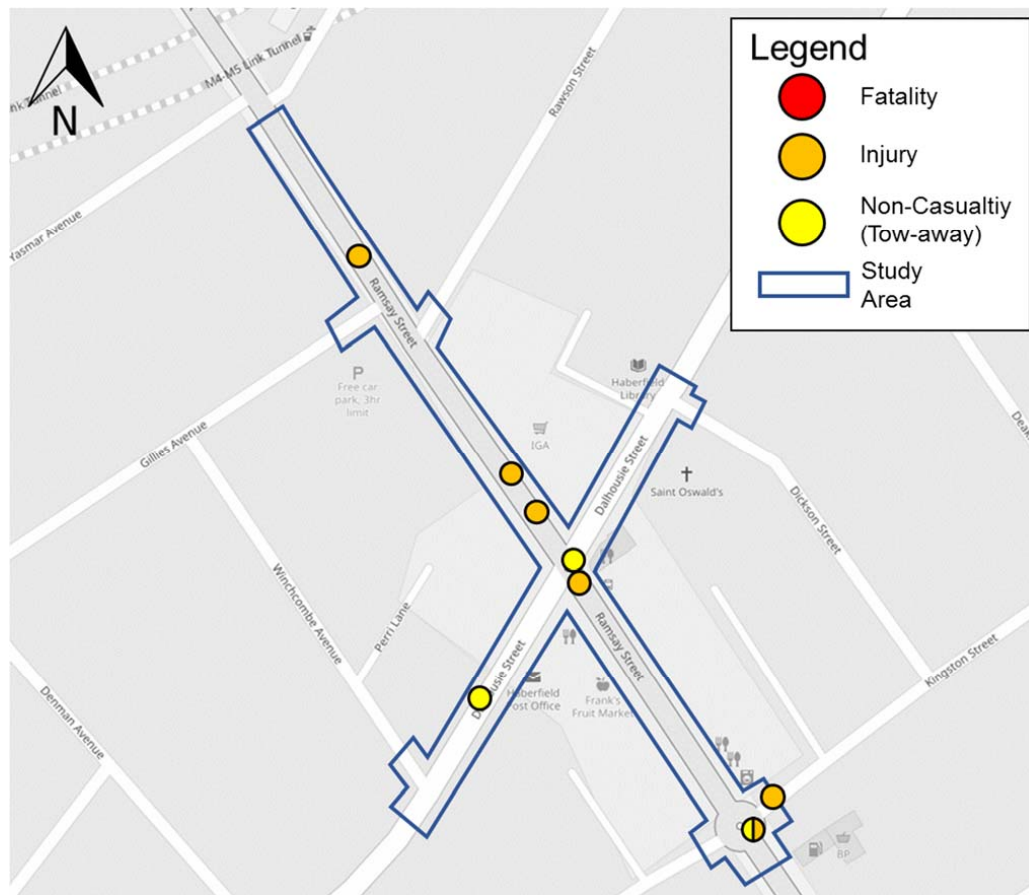 N
Legend
Fatality
Injury
Non-Casualtiy
(Tow-away)
Study
Area
M4-M5 Link Tunnel
Rawson Street
Yasmar Avenue
Ramsay Street
P
Free car
park, 3hr
limit
Haberfield
Library
IGA
Dalhousie Street
Saint Oswald's
Gillies Avenue
Dickson Street
Winchcombe Avenue
Perri Lane
Ramsay Street
Kingston Street
Haberfield
Post Office
Frank's
Fruit Market
Denman Avenue
BP